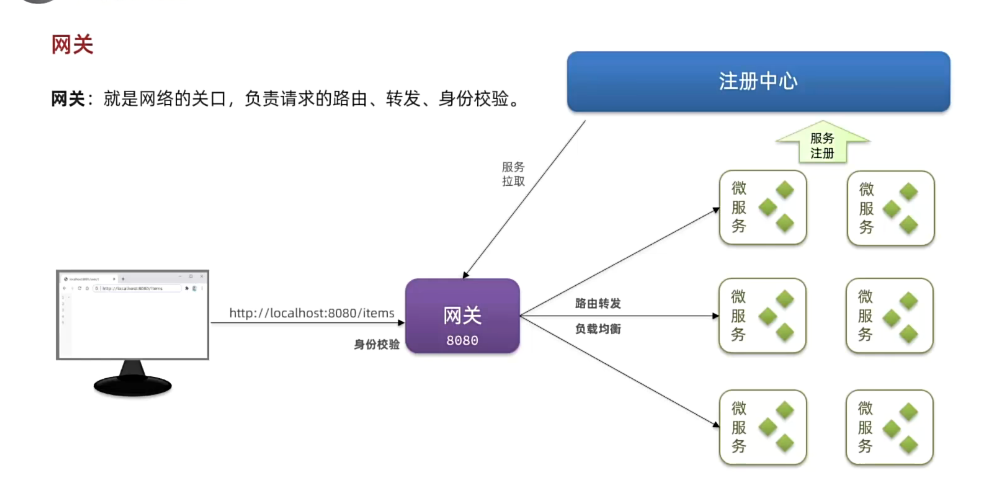 网关
网关：就是网络的关口，负责请求的路由、转发、身份校验。
注册中心
服务
注册
服务
拉取
微服务
微服务
http://localhost:8080/items
身份校验
网关
8080
路由转发
负载均衡
微服务
微服务
微服务
微服务